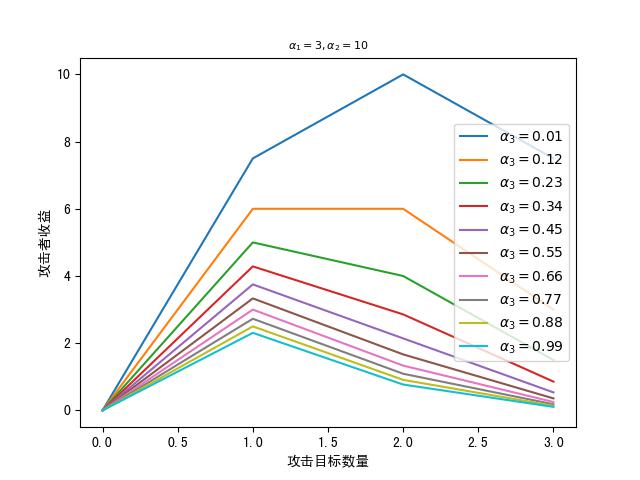 α₁ = 3, α₂ = 10
10
8
6
4
2
0
攻击者收益
α₃ = 0.01
α₃ = 0.12
α₃ = 0.23
α₃ = 0.34
α₃ = 0.45
α₃ = 0.55
α₃ = 0.66
α₃ = 0.77
α₃ = 0.88
α₃ = 0.99
0.0 0.5 1.0 1.5 2.0 2.5 3.0
攻击目标数量